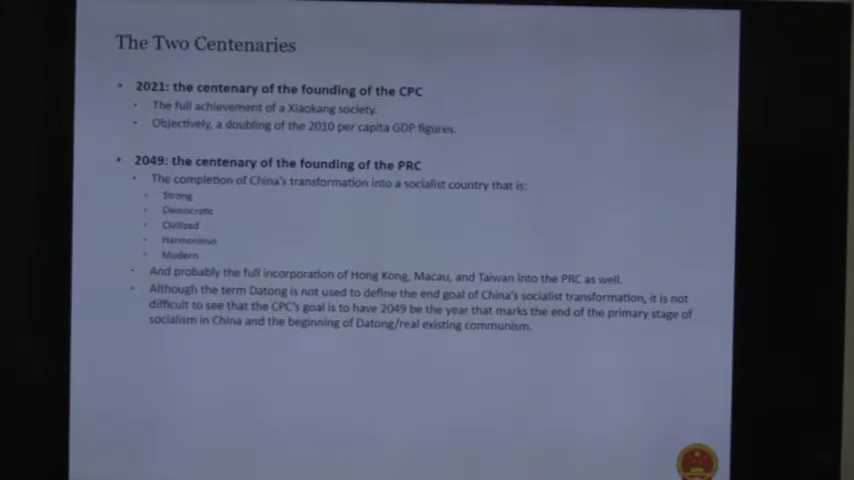 The Two Centenaries
• 2021: the centenary of the founding of the CPC
• The full achievement of a Xiaokang society.
• Objectively, a doubling of the 2010 per capita GDP figures.
• 2049: the centenary of the founding of the PRC
• The completion of China's transformation into a socialist country that is:
• Strong
• Democratic
• Civilized
• Harmonious
• Modern
• And probably the full incorporation of Hong Kong, Macau, and Taiwan into the PRC as well.
• Although the term Datong is not used to define the end goal of China's socialist transformation, it is not
difficult to see that the CPC's goal is to have 2049 be the year that marks the end of the primary stage of
socialism in China and the beginning of Datong/real existing communism.